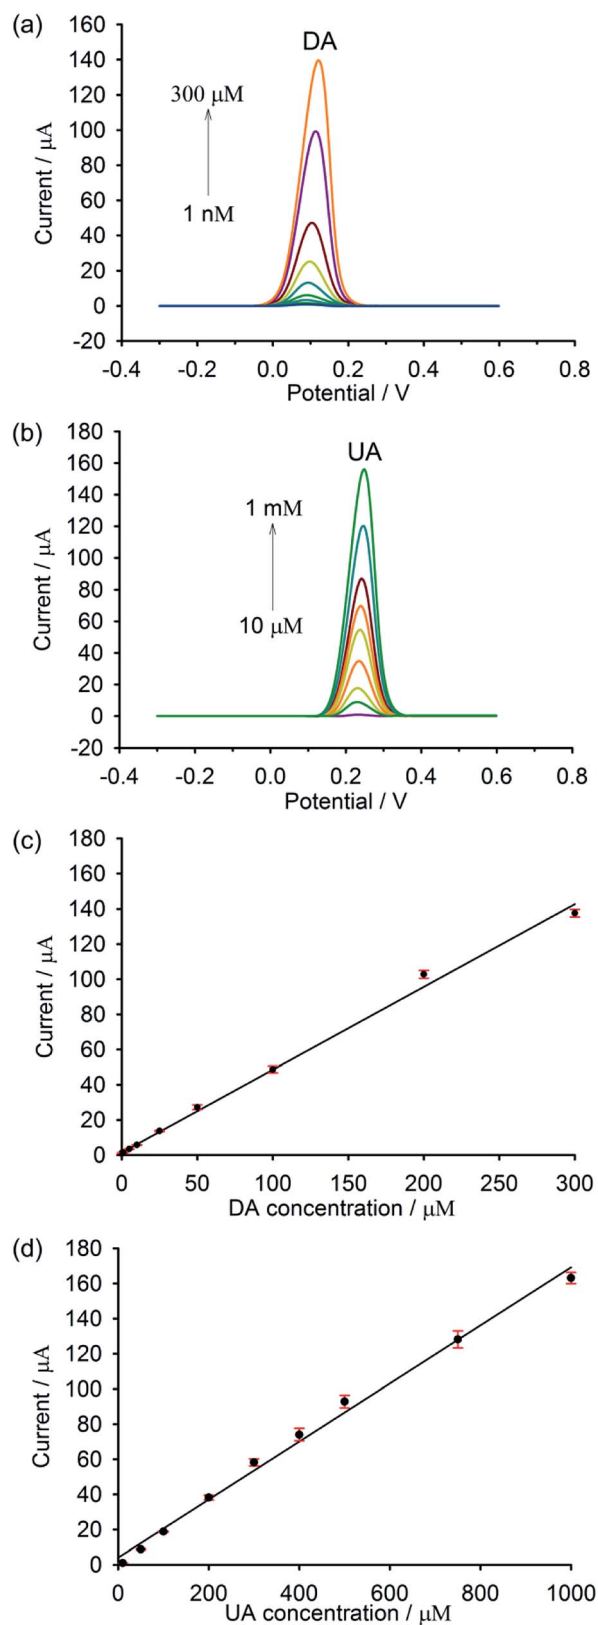 (a)
160
140
120
100
80
60
40
20
0
-20
Current / μA
DA
300 μM
1 nM
-0.4 -0.2 0.0 0.2 0.4 0.6 0.8
Potential / V
(b)
180
160
140
120
100
80
60
40
20
0
-20
Current / μA
UA
1 mM
10 μM
-0.4 -0.2 0.0 0.2 0.4 0.6 0.8
Potential / V
(c)
180
160
140
120
100
80
60
40
20
0
Current / μA
0 50 100 150 200 250 300
DA concentration / μM
(d)
180
160
140
120
100
80
60
40
20
0
Current / μA
0 200 400 600 800 1000
UA concentration / μM